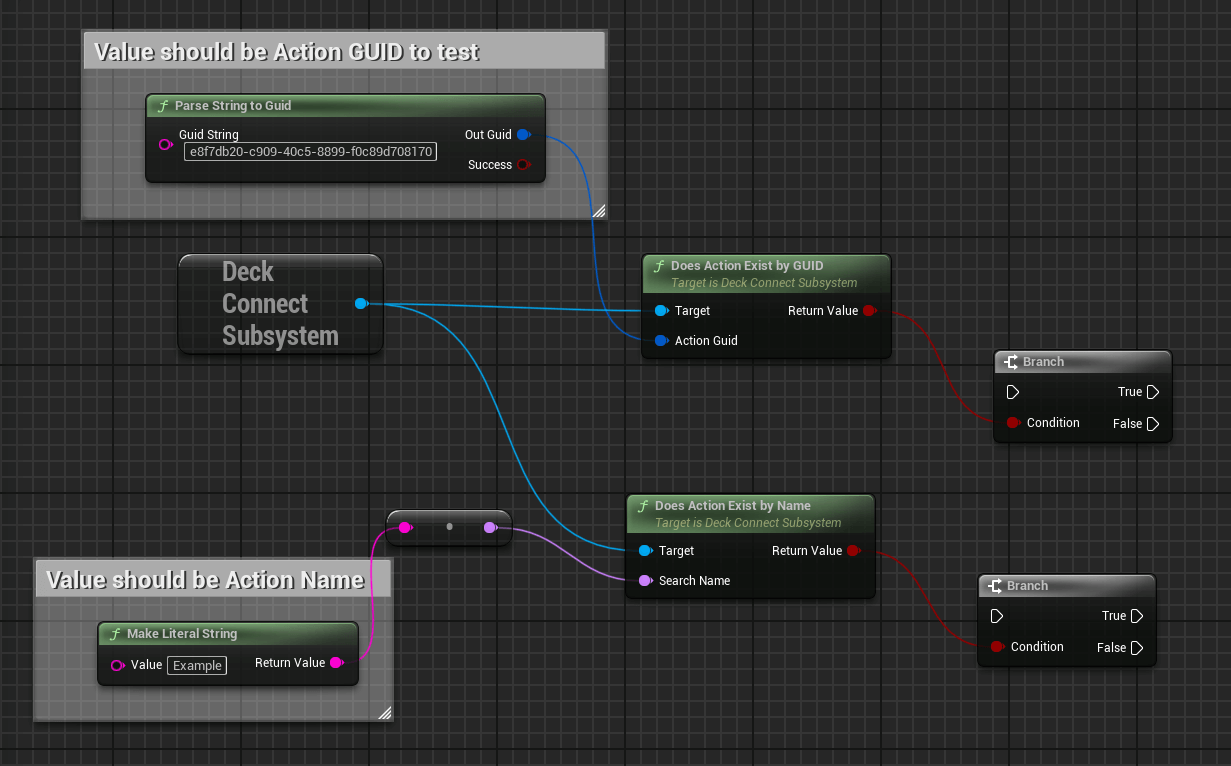 Value should be Action GUID to test
Parse String to Guid
Guid String
e8f7db20-c909-40c5-8899-f0c89d708170
Out Guid
Success
Deck
Connect
Subsystem
Does Action Exist by GUID
Target is Deck Connect Subsystem
Target
Return Value
Action Guid
Branch
True
Condition
False
Does Action Exist by Name
Target is Deck Connect Subsystem
Target
Return Value
Search Name
Value should be Action Name
Make Literal String
Value Example
Return Value
Branch
True
Condition
False